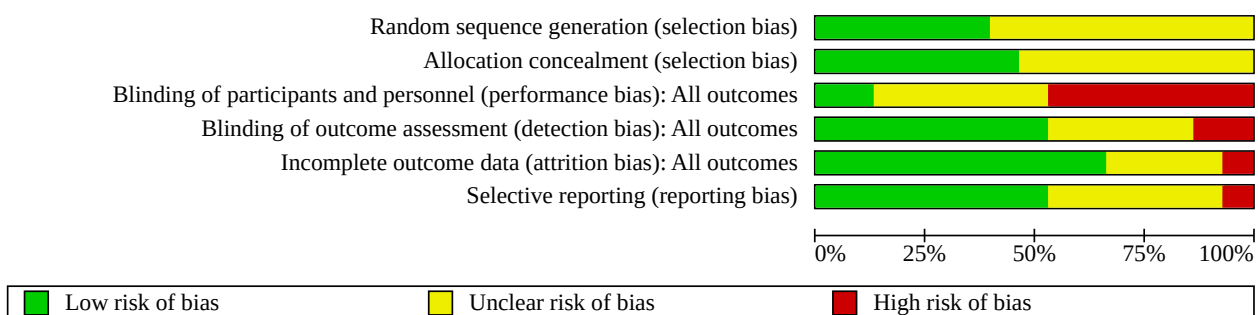 Random sequence generation (selection bias)
Allocation concealment (selection bias)
Blinding of participants and personnel (performance bias): All outcomes
Blinding of outcome assessment (detection bias): All outcomes
Incomplete outcome data (attrition bias): All outcomes
Selective reporting (reporting bias)
0% 25% 50% 75% 100%
Low risk of bias Unclear risk of bias High risk of bias